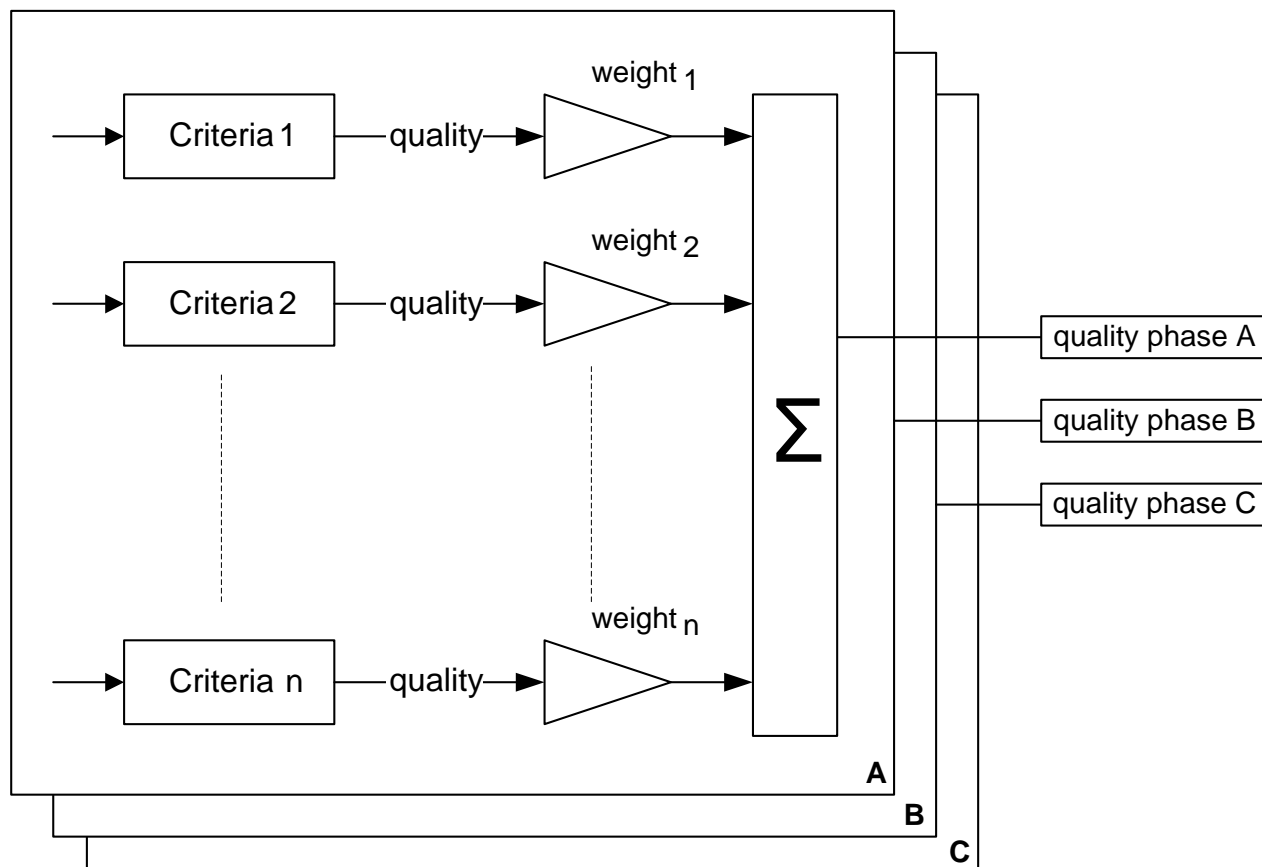 weight 1
Criteria 1 quality
weight 2
Criteria 2 quality
quality phase A
quality phase B
Σ
quality phase C
weight n
Criteria n quality
A
B
C